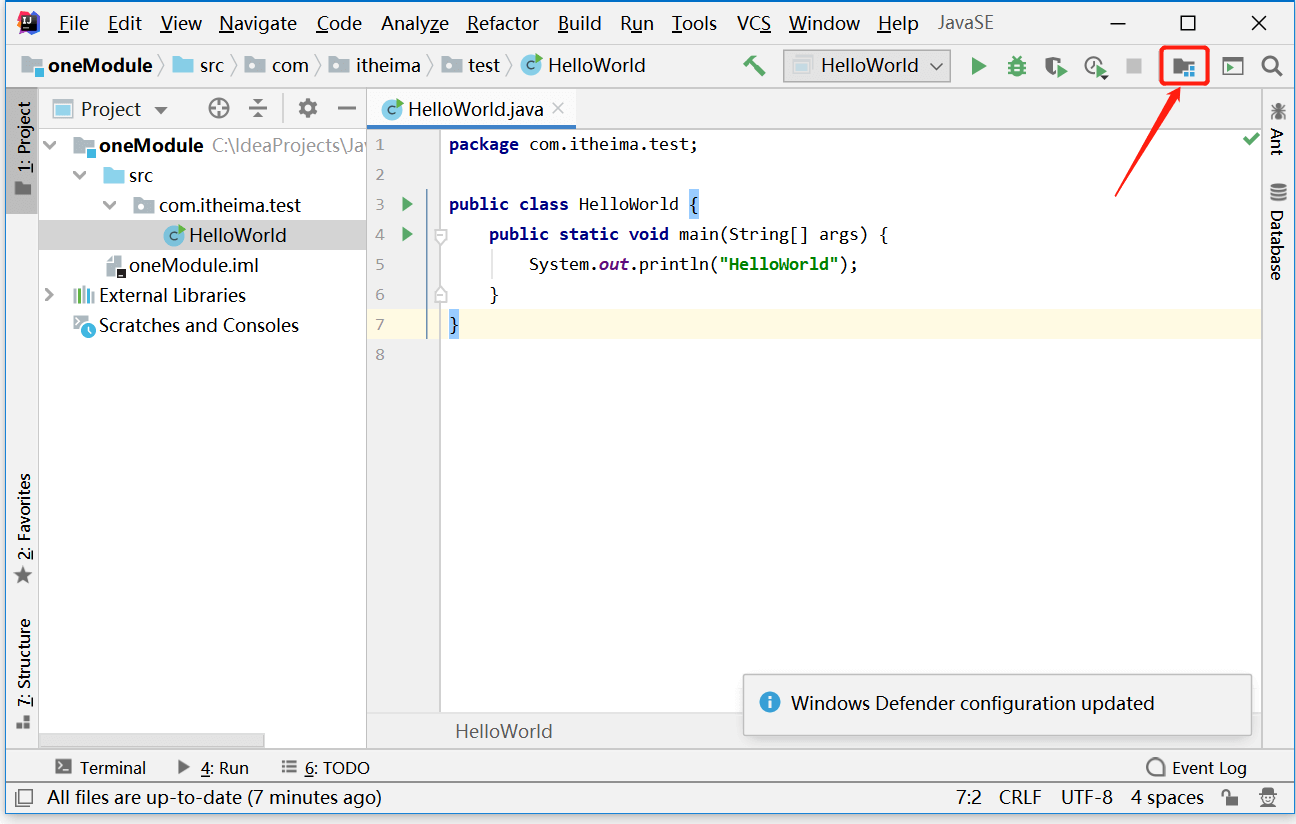 File Edit View Navigate Code Analyze Refactor Build Run Tools VCS Window Help JavaSE
oneModule src com itheima test HelloWorld HelloWorld
1: Project
Project
HelloWorld.java
oneModule C:\IdeaProjects\Ja
src
com.itheima.test
HelloWorld
oneModule.iml
External Libraries
Scratches and Consoles
1 package com.itheima.test;
2
3 public class HelloWorld {
4 public static void main(String[] args) {
5 System.out.println("HelloWorld");
6 }
7 }
8
Ant
Database
2: Favorites
7: Structure
Windows Defender configuration updated
HelloWorld
Terminal 4: Run 6: TODO Event Log
All files are up-to-date (7 minutes ago) 7:2 CRLF UTF-8 4 spaces